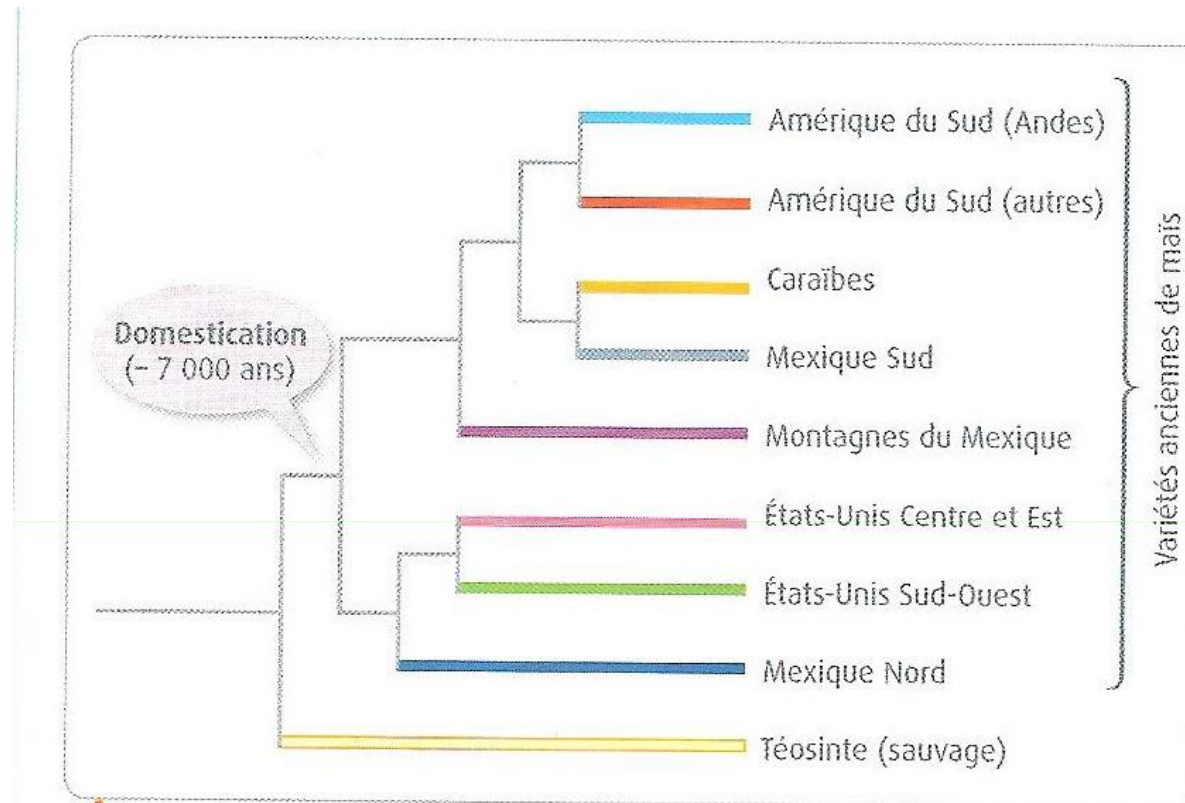 Amérique du Sud (Andes)
Amérique du Sud (autres)
Caraïbes
Domestication
(– 7 000 ans)
Mexique Sud
Montagnes du Mexique
États-Unis Centre et Est
États-Unis Sud-Ouest
Mexique Nord
Téosinte (sauvage)
Variétés anciennes de maïs